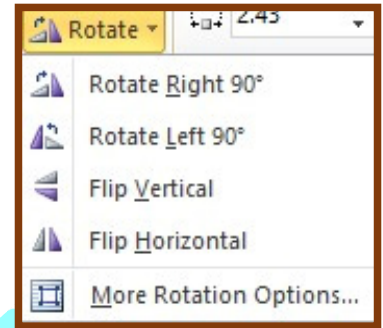 Rotate 2.43
Rotate Right 90°
Rotate Left 90°
Flip Vertical
Flip Horizontal
More Rotation Options...